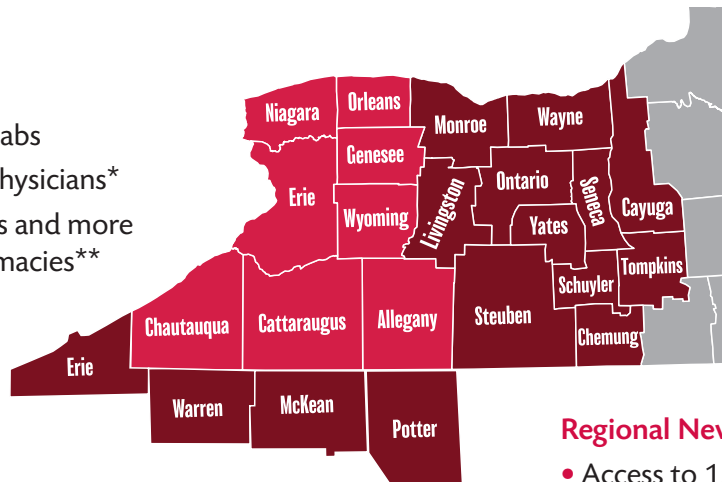 abs
hysicians*
s and more
macies**
Niagara
Orleans
Monroe
Wayne
Genesee
Erie
Wyoming
Livingston
Ontario
Seneca
Cayuga
Yates
Tompkins
Schuyler
Chautauqua
Cattaraugus
Allegany
Steuben
Chemung
Erie
Warren
McKean
Potter
Regional Nev
• Access to 1